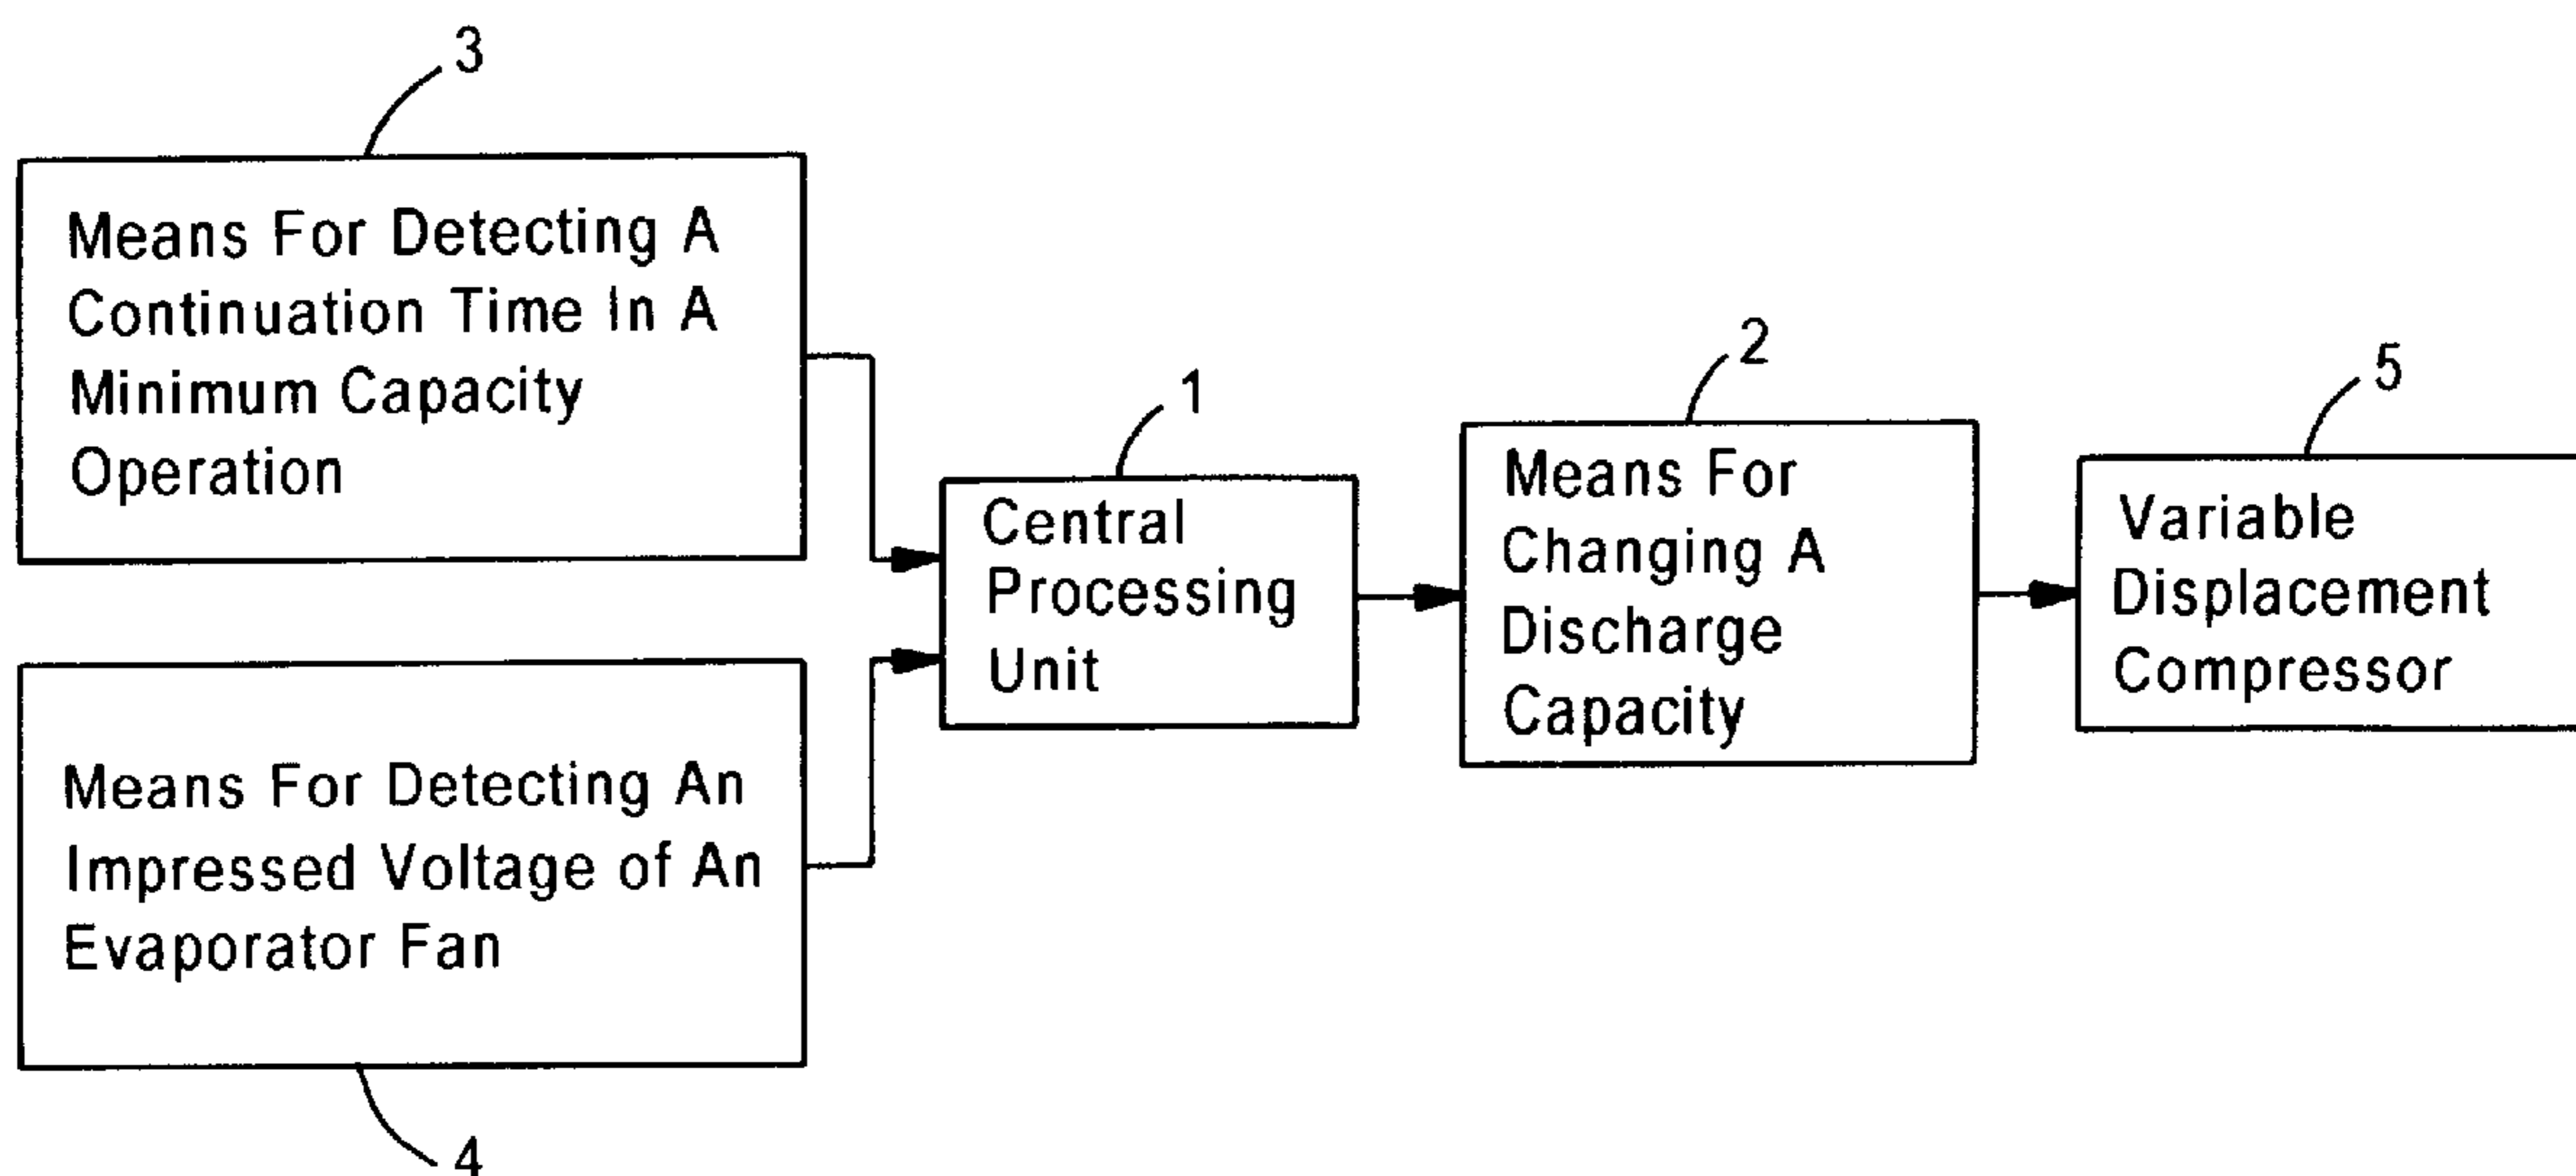 3
Means For Detecting A
Continuation Time In A
Minimum Capacity
Operation
4
Means For Detecting An
Impressed Voltage of An
Evaporator Fan
1
Central
Processing
Unit
2
Means For
Changing A
Discharge
Capacity
5
Variable
Displacement
Compressor